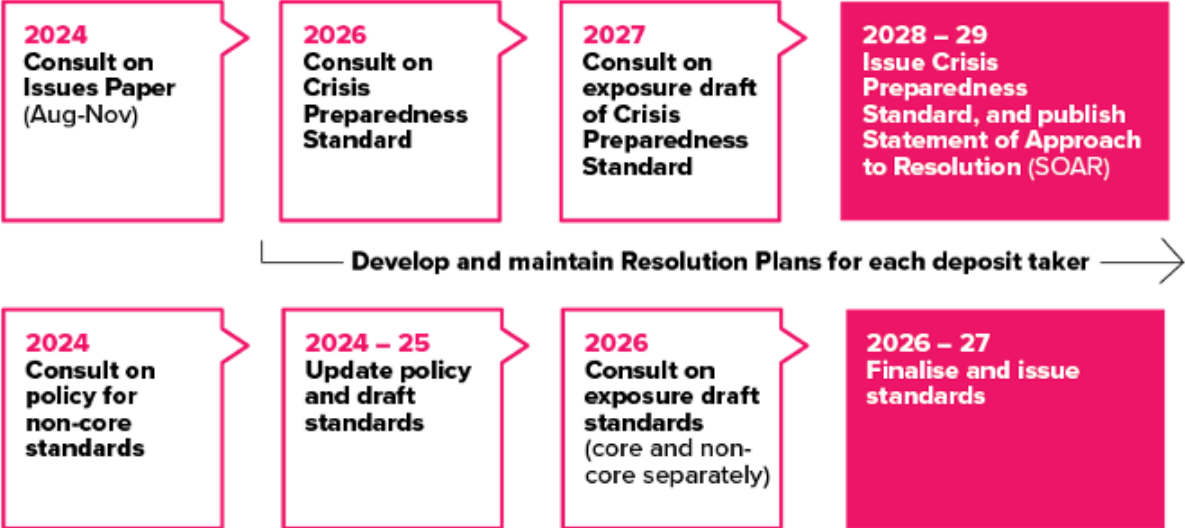 2024
Consult on
Issues Paper
(Aug-Nov)
2026
Consult on
Crisis
Preparedness
Standard
2027
Consult on
exposure draft
of Crisis
Preparedness
Standard
2028 – 29
Issue Crisis
Preparedness
Standard, and publish
Statement of Approach
to Resolution (SOAR)
Develop and maintain Resolution Plans for each deposit taker
2024
Consult on
policy for
non-core
standards
2024 – 25
Update policy
and draft
standards
2026
Consult on
exposure draft
standards
(core and non-
core separately)
2026 – 27
Finalise and issue
standards